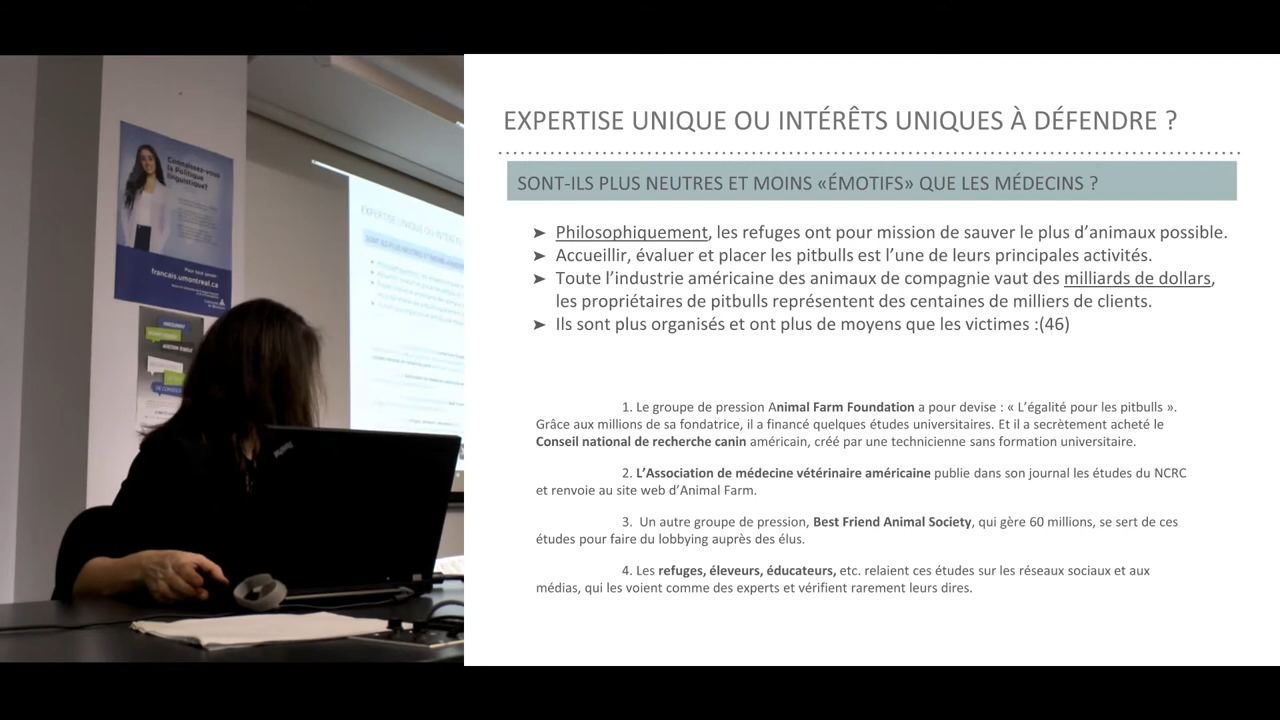 Connaissez-vous
la Politique
linguistique?
Pour tout savoir :
francais.umontreal.ca
EXPERTISE UNIQUE OU INTÉRÊTS UNIQUES À DÉFENDRE ?
SONT-ILS PLUS NEUTRES ET MOINS «ÉMOTIFS» QUE LES MÉDECINS ?
➤ Philosophiquement, les refuges ont pour mission de sauver le plus d’animaux possible.
➤ Accueillir, évaluer et placer les pitbulls est l’une de leurs principales activités.
➤ Toute l’industrie américaine des animaux de compagnie vaut des milliards de dollars,
les propriétaires de pitbulls représentent des centaines de milliers de clients.
➤ Ils sont plus organisés et ont plus de moyens que les victimes :(46)
1. Le groupe de pression Animal Farm Foundation a pour devise : « L’égalité pour les pitbulls ».
Grâce aux millions de sa fondatrice, il a financé quelques études universitaires. Et il a secrètement acheté le
Conseil national de recherche canin américain, créé par une technicienne sans formation universitaire.
2. L’Association de médecine vétérinaire américaine publie dans son journal les études du NCRC
et renvoie au site web d’Animal Farm.
3. Un autre groupe de pression, Best Friend Animal Society, qui gère 60 millions, se sert de ces
études pour faire du lobbying auprès des élus.
4. Les refuges, éleveurs, éducateurs, etc. relaient ces études sur les réseaux sociaux et aux
médias, qui les voient comme des experts et vérifient rarement leurs dires.